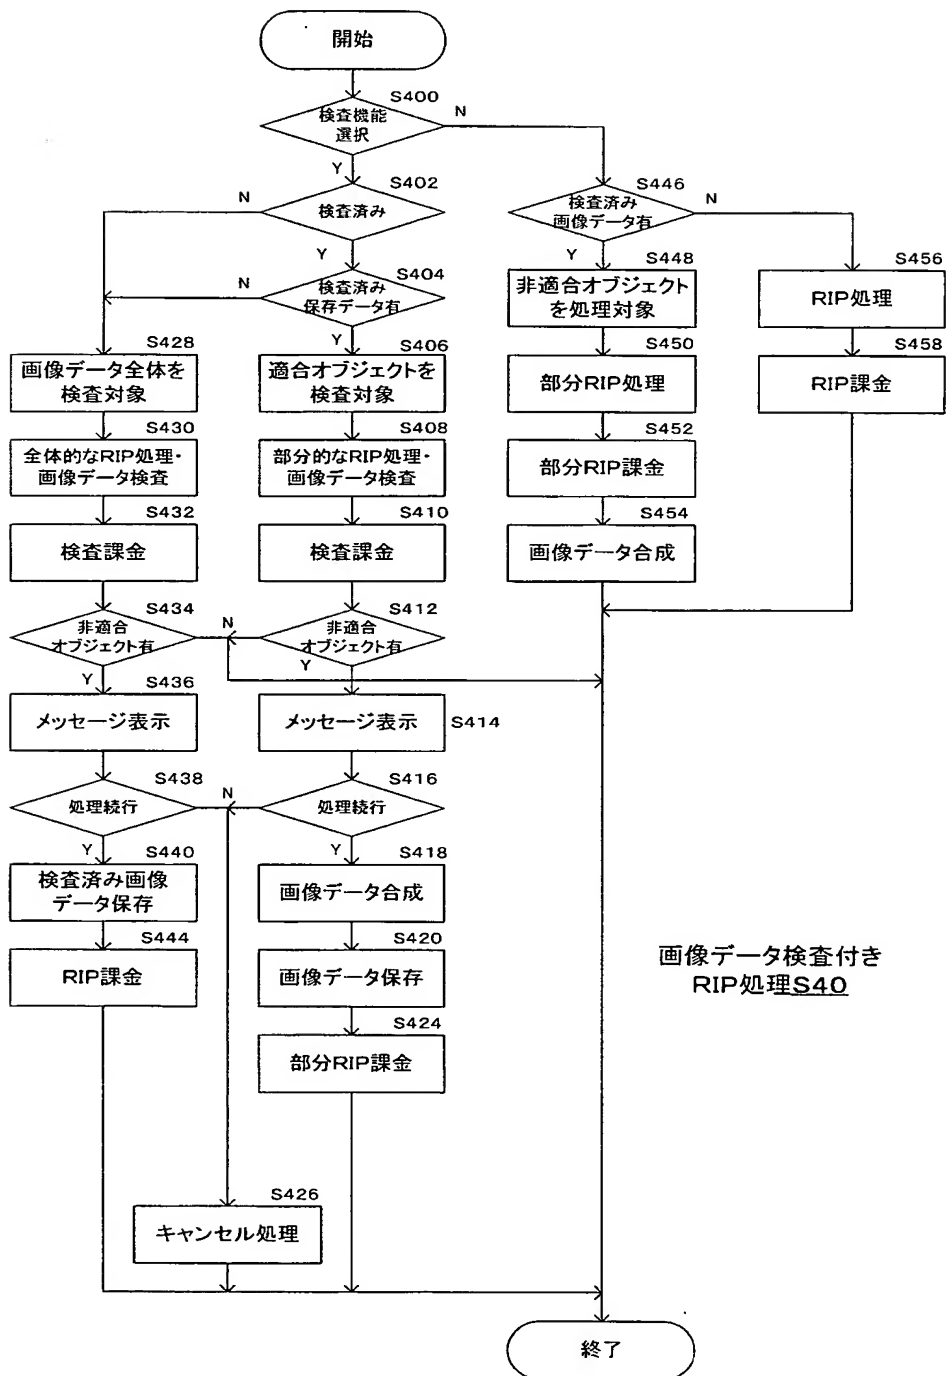 開始
S400
検査機能
選択
N
Y
S402
検査済み
N
Y
S404
検査済み
保存データ有
N
Y
S446
検査済み
画像データ有
N
Y
S448
非適合オブジェクト
を処理対象
S450
部分RIP処理
S452
部分RIP課金
S454
画像データ合成
S456
RIP処理
S458
RIP課金
S428
画像データ全体を
検査対象
S430
全体的なRIP処理・
画像データ検査
S432
検査課金
S434
非適合
オブジェクト有
N
Y
S436
メッセージ表示
S438
処理続行
N
Y
S440
検査済み画像
データ保存
S444
RIP課金
S406
適合オブジェクトを
検査対象
S408
部分的なRIP処理・
画像データ検査
S410
検査課金
S412
非適合
オブジェクト有
Y
メッセージ表示
S414
S416
処理続行
Y
S418
画像データ合成
S420
画像データ保存
S424
部分RIP課金
S426
キャンセル処理
画像データ検査付き
RIP処理S40
終了